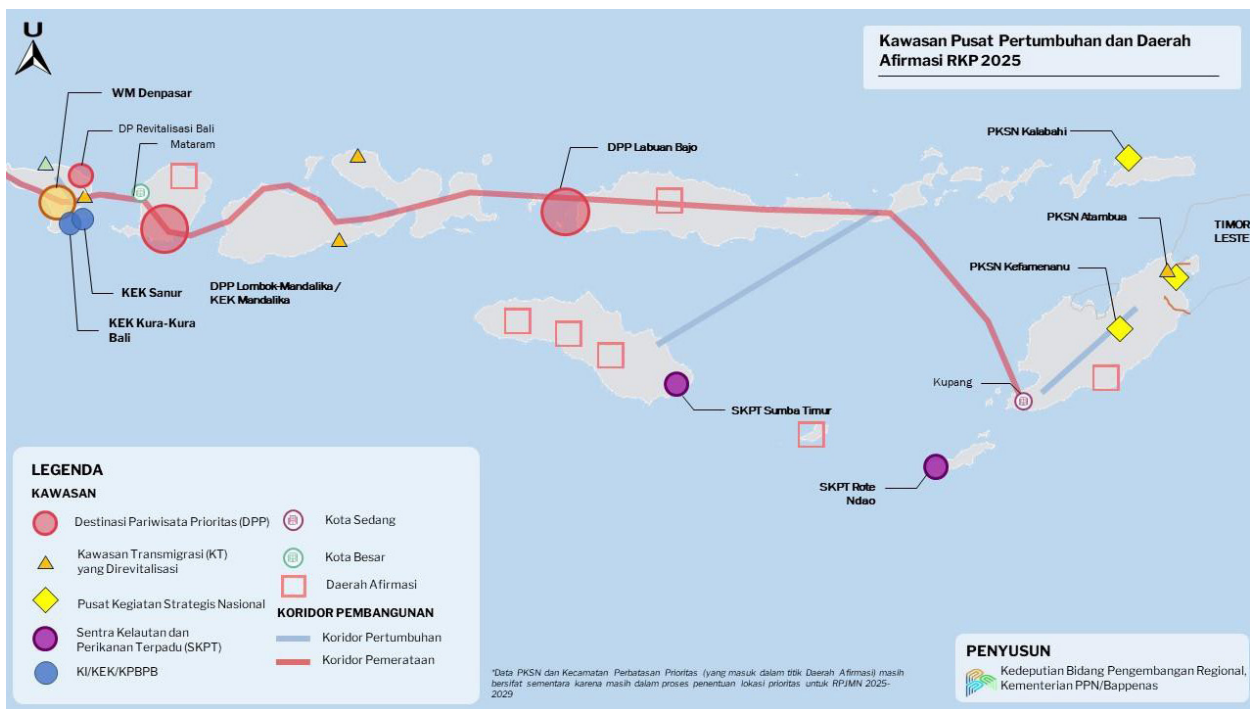 U
Kawasan Pusat Pertumbuhan dan Daerah
Afirmasi RKP 2025
WM Denpasar
DP Revitalisasi Bali
Mataram
DPP Labuan Bajo
PKSN Kalabahi
PKSN Atambua
TIMOR
LESTE
PKSN Kefamenanu
KEK Sanur
DPP Lombok-Mandalika /
KEK Mandalika
KEK Kura-Kura
Bali
Kupang
SKPT Sumba Timur
SKPT Rote
Ndao
LEGENDA
KAWASAN
Destinasi Pariwisata Prioritas (DPP)
Kawasan Transmigrasi (KT)
yang Direvitalisasi
Pusat Kegiatan Strategis Nasional
Sentra Kelautan dan
Perikanan Terpadu (SKPT)
KI/KEK/KPBPB
Kota Sedang
Kota Besar
Daerah Afirmasi
KORIDOR PEMBANGUNAN
Koridor Pertumbuhan
Koridor Pemerataan
*Data PKSN dan Kecamatan Perbatasan Prioritas (yang masuk dalam titik Daerah Afirmasi) masih
bersifat sementara karena masih dalam proses penentuan lokasi prioritas untuk RPJMN 2025-
2029
PENYUSUN
Kedeputian Bidang Pengembangan Regional,
Kementerian PPN/Bappenas